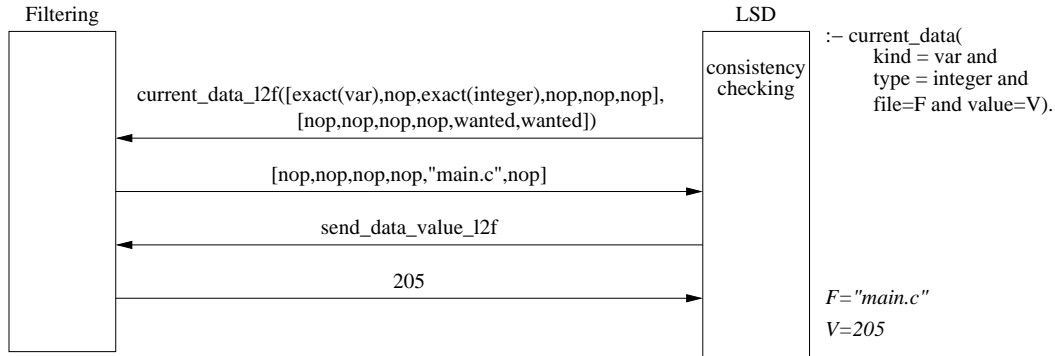 Filtering
LSD
:– current_data(
kind = var and
type = integer and
file=F and value=V).
consistency
checking
current_data_l2f([exact(var),nop,exact(integer),nop,nop,nop],
[nop,nop,nop,nop,wanted,wanted])
[nop,nop,nop,nop,"main.c",nop]
send_data_value_l2f
205
F="main.c"
V=205